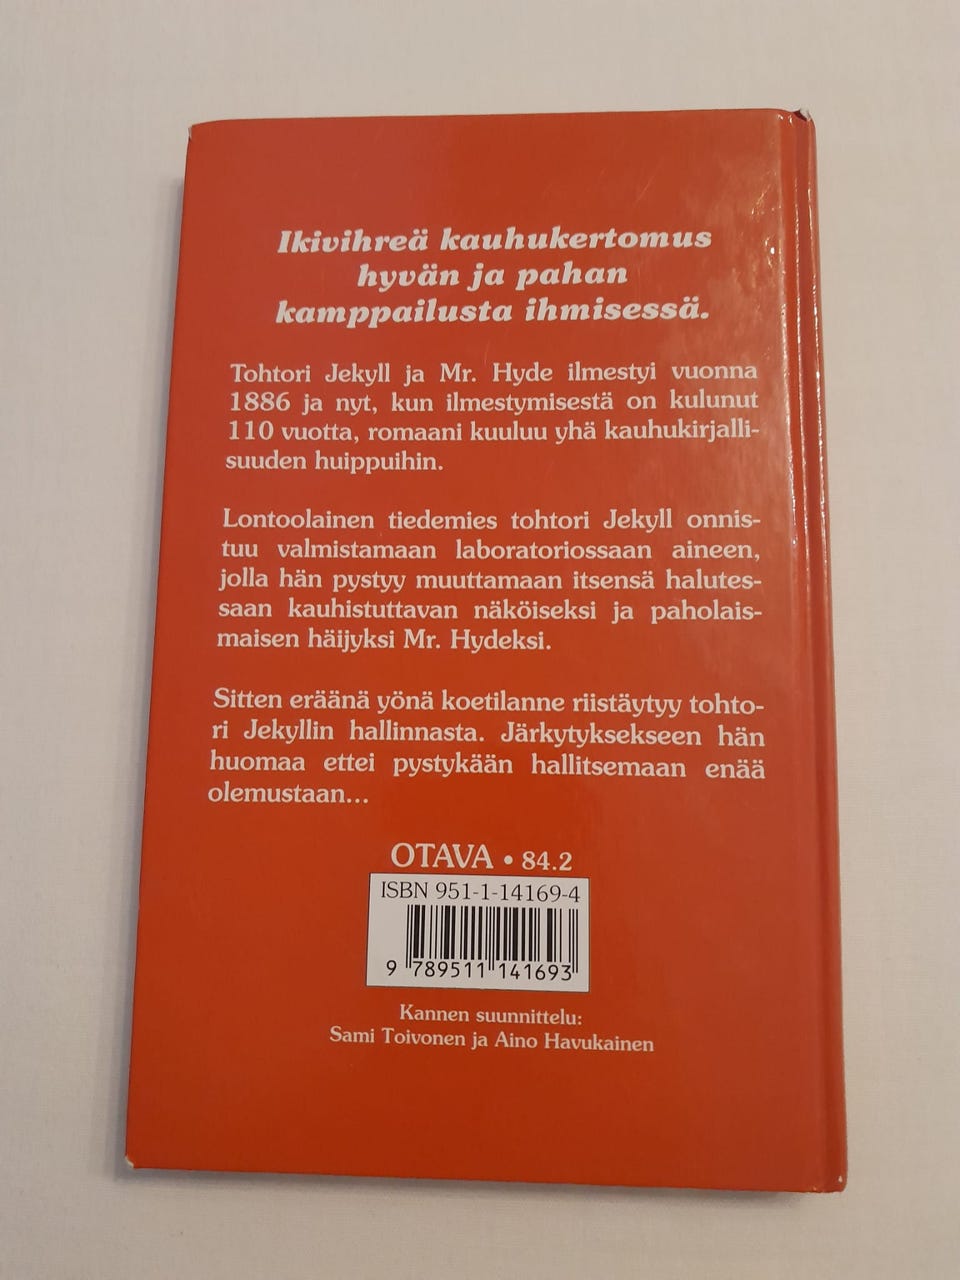 Ikivihreä kauhukertomus
hyvän ja pahan
kamppailusta ihmisessä.
Tohtori Jekyll ja Mr. Hyde ilmestyi vuonna
1886 ja nyt, kun ilmestymisestä on kulunut
110 vuotta, romaani kuuluu yhä kauhukirjalli-
suuden huippuihin.
Lontoolainen tiedemies tohtori Jekyll onnis-
tuu valmistamaan laboratoriossaan aineen,
jolla hän pystyy muuttamaan itsensä halutes-
saan kauhistuttavan näköiseksi ja paholais-
maisen häijyksi Mr. Hydeksi.
Sitten eräänä yönä koetilanne riistäytyy tohto-
ri Jekyllin hallinnasta. Järkytyksekseen hän
huomaa ettei pystykään hallitsemaan enää
olemustaan...
OTAVA • 84.2
ISBN 951-1-14169-4
9 789511 141693
Kannen suunnittelu:
Sami Toivonen ja Aino Havukainen